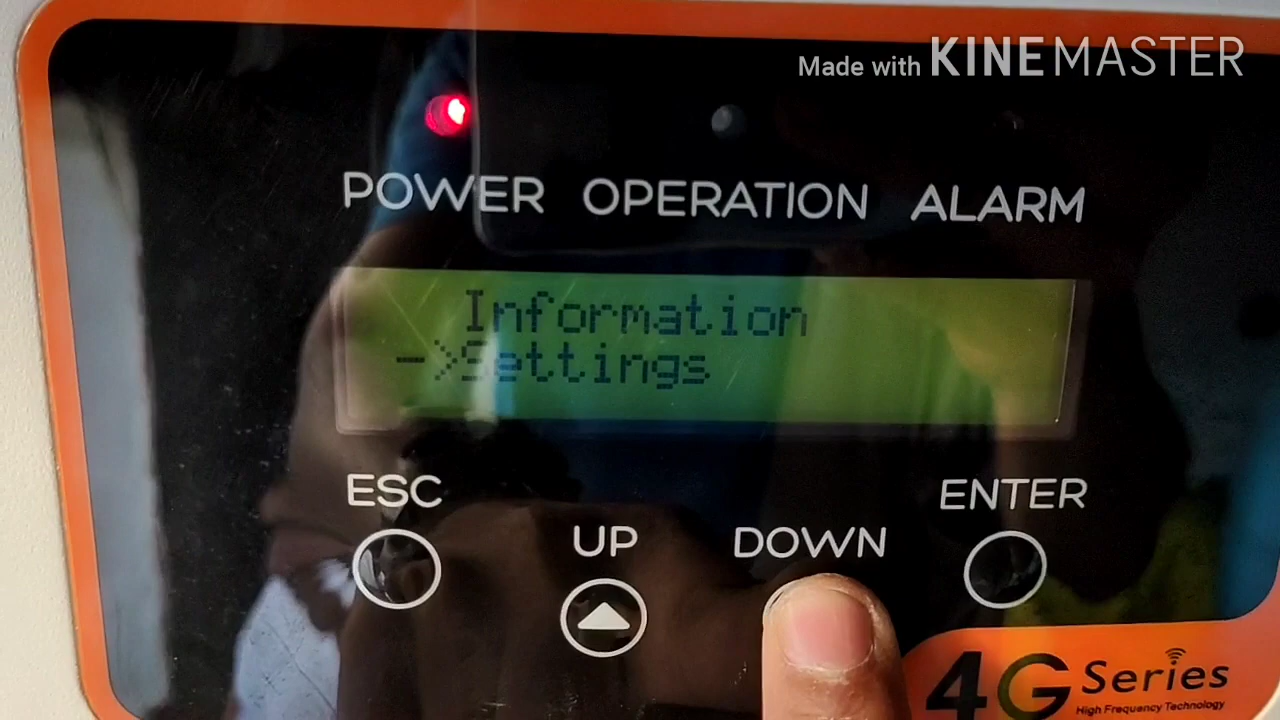 Made with KINEMASTER
POWER OPERATION ALARM
Information
->Settings
ESC
ENTER
UP
DOWN
4G Series
High Frequency Technology